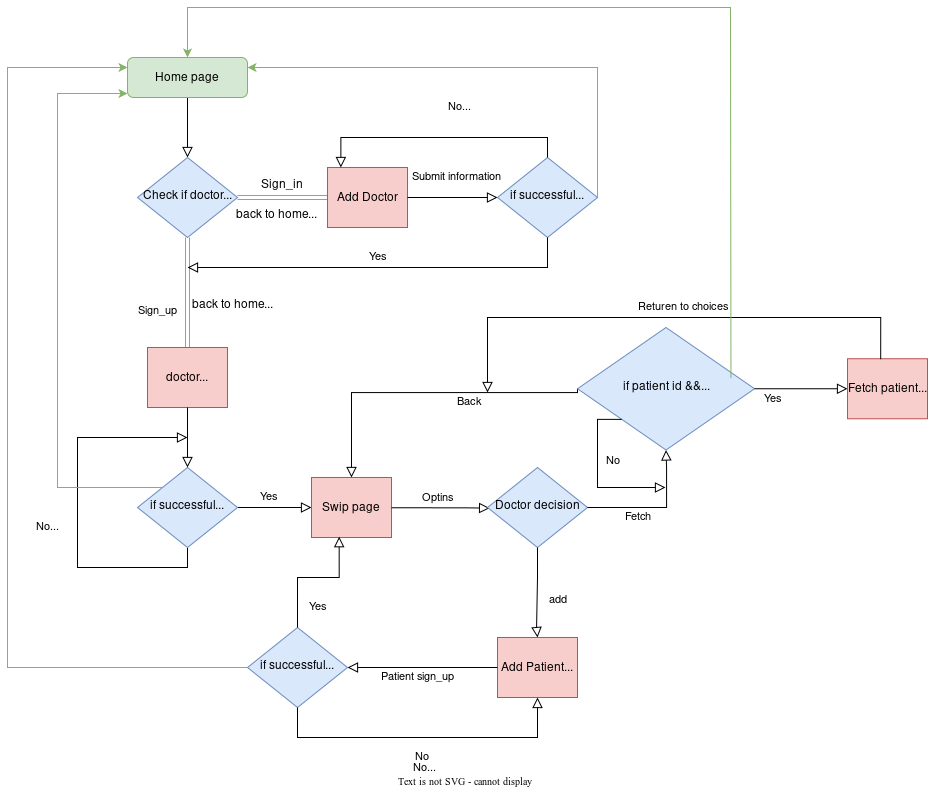 Home page
No...
Check if doctor...
Sign_in
back to home...
Add Doctor
Submit information
if successful...
Yes
Sign_up
back to home...
Returen to choices
doctor...
if patient id &&...
Yes
Fetch patient...
Back
No
if successful...
Yes
Swip page
Optins
Doctor decision
Fetch
No...
add
Yes
if successful...
Patient sign_up
Add Patient...
No
No...
Text is not SVG - cannot display